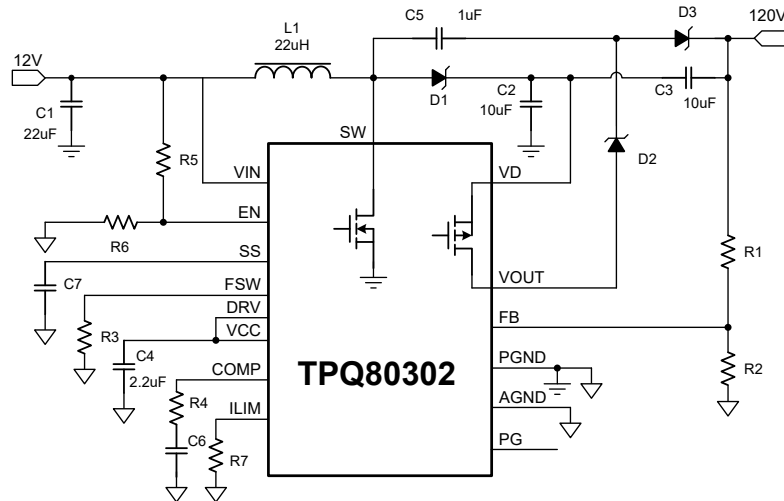 C5
1uF
D3
120V
L1
22uH
12V
D1
C2
10uF
C3
10uF
C1
22uF
SW
R5
VIN
VD
D2
EN
R6
SS
VOUT
R1
C7
FSW
DRV
FB
R3
VCC
C4
2.2uF
PGND
R2
COMP
TPQ80302
R4
AGND
ILIM
C6
R7
PG